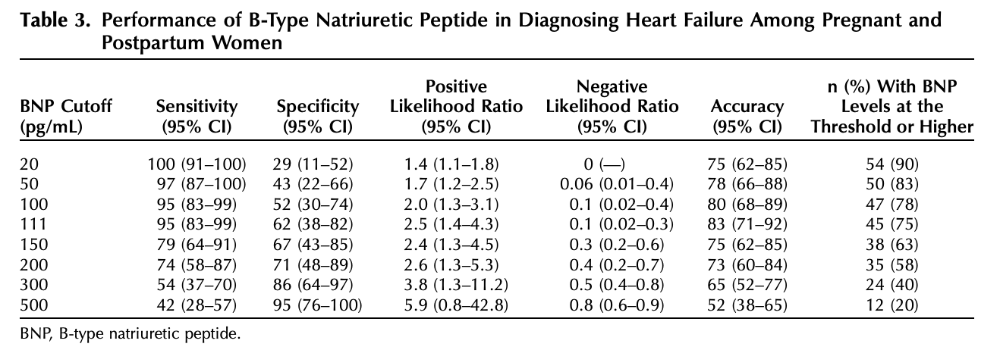 Table 3. Performance of B-Type Natriuretic Peptide in Diagnosing Heart Failure Among Pregnant and
Postpartum Women
BNP Cutoff (pg/mL) Sensitivity (95% CI) Specificity (95% CI) Positive Likelihood Ratio (95% CI) Negative Likelihood Ratio (95% CI) Accuracy (95% CI) n (%) With BNP Levels at the Threshold or Higher
20 100 (91–100) 29 (11–52) 1.4 (1.1–1.8) 0 (—) 75 (62–85) 54 (90)
50 97 (87–100) 43 (22–66) 1.7 (1.2–2.5) 0.06 (0.01–0.4) 78 (66–88) 50 (83)
100 95 (83–99) 52 (30–74) 2.0 (1.3–3.1) 0.1 (0.02–0.4) 80 (68–89) 47 (78)
111 95 (83–99) 62 (38–82) 2.5 (1.4–4.3) 0.1 (0.02–0.3) 83 (71–92) 45 (75)
150 79 (64–91) 67 (43–85) 2.4 (1.3–4.5) 0.3 (0.2–0.6) 75 (62–85) 38 (63)
200 74 (58–87) 71 (48–89) 2.6 (1.3–5.3) 0.4 (0.2–0.7) 73 (60–84) 35 (58)
300 54 (37–70) 86 (64–97) 3.8 (1.3–11.2) 0.5 (0.4–0.8) 65 (52–77) 24 (40)
500 42 (28–57) 95 (76–100) 5.9 (0.8–42.8) 0.8 (0.6–0.9) 52 (38–65) 12 (20)
BNP, B-type natriuretic peptide.